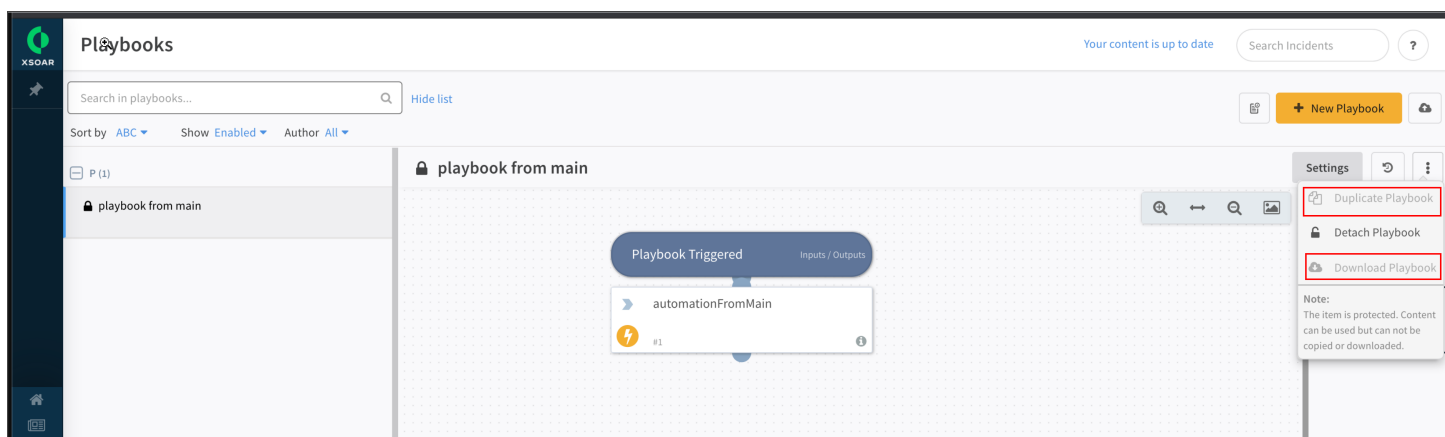 XSOAR
Playbooks
Your content is up to date
Search Incidents
?
Search in playbooks...
Hide list
+ New Playbook
Sort by ABC
Show Enabled
Author All
P (1)
playbook from main
playbook from main
Settings
Duplicate Playbook
Detach Playbook
Download Playbook
Note:
The item is protected. Content
can be used but can not be
copied or downloaded.
Playbook Triggered
Inputs / Outputs
automationFromMain
#1